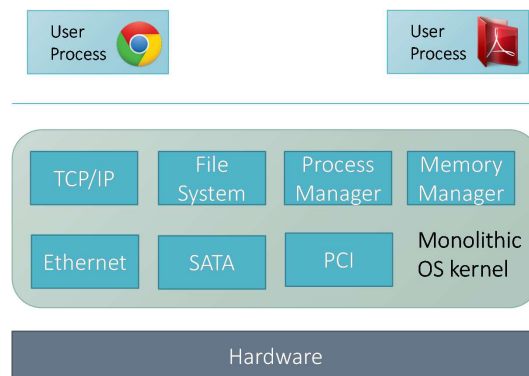 User
Process
User
Process
TCP/IP
File
System
Process
Manager
Memory
Manager
Ethernet
SATA
PCI
Monolithic
OS kernel
Hardware